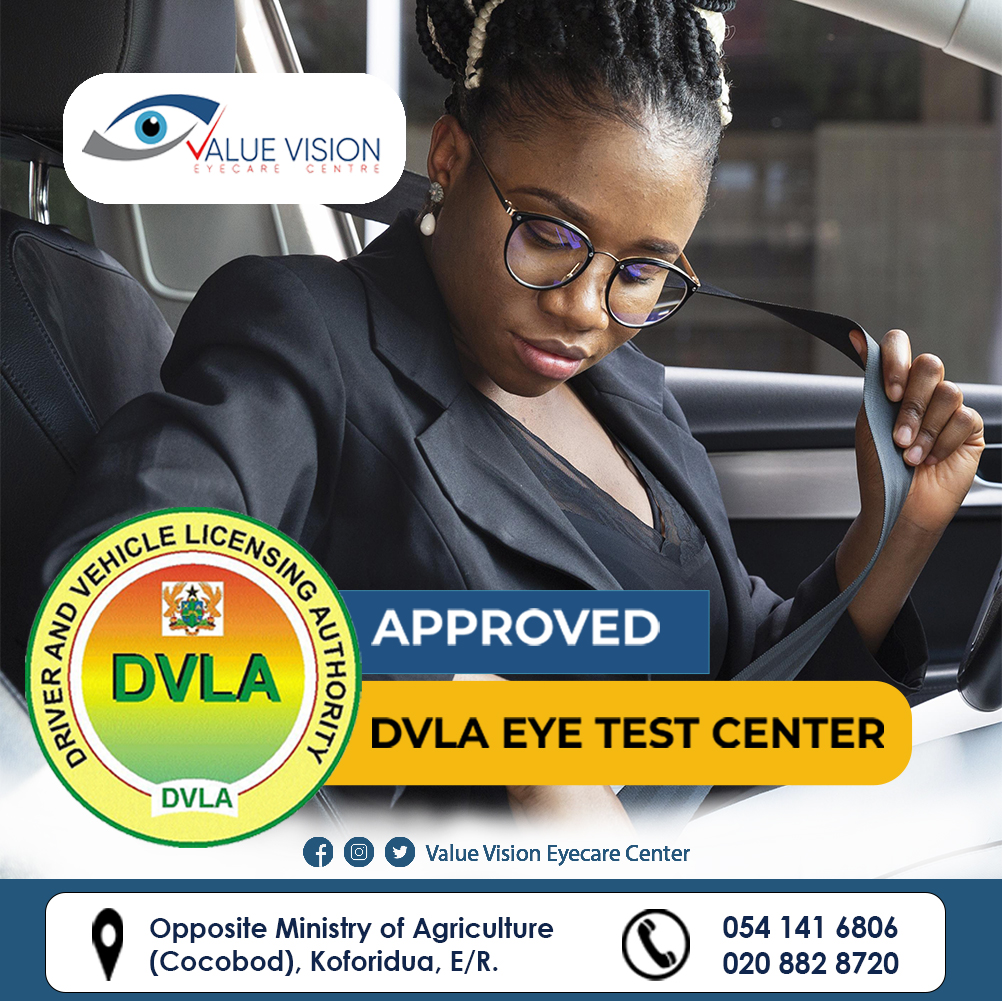 VALUE VISION
EYECARE CENTRE
DRIVER AND VEHICLE LICENSING AUTHORITY
DVLA
DVLA
APPROVED
DVLA EYE TEST CENTER
Value Vision Eyecare Center
Opposite Ministry of Agriculture
(Cocobod), Koforidua, E/R.
054 141 6806
020 882 8720